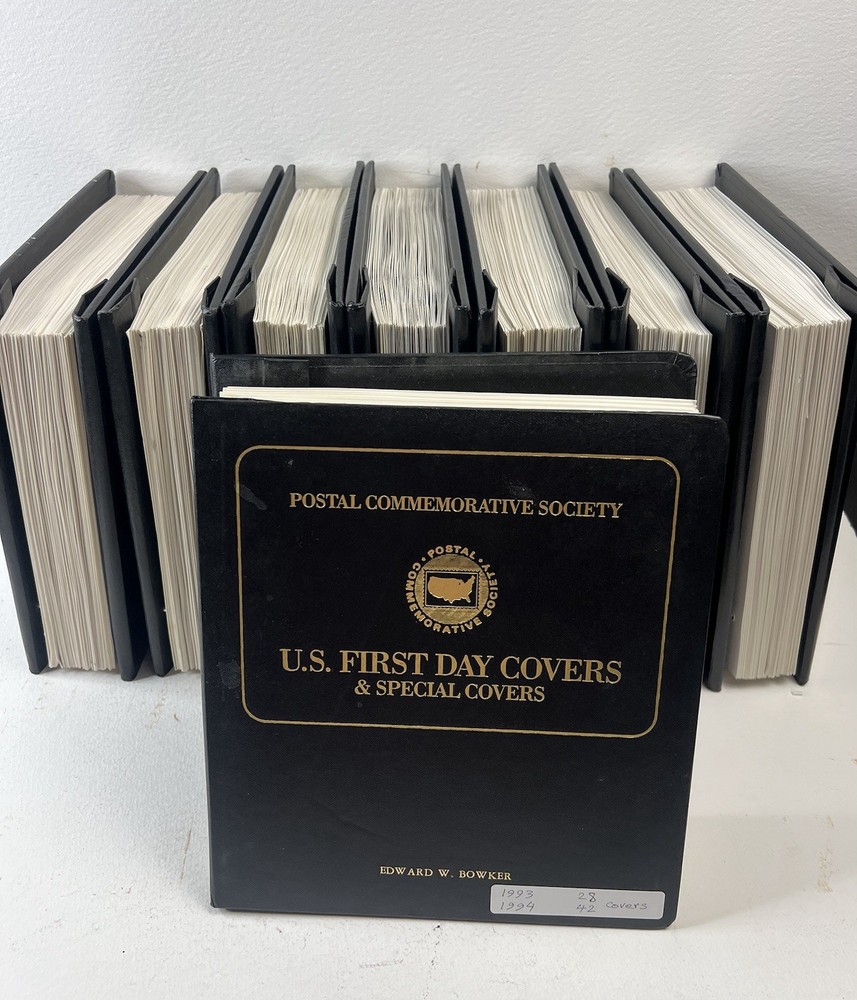 POSTAL COMMEMORATIVE SOCIETY
• POSTAL •
COMMEMORATIVE SOCIETY
U.S. FIRST DAY COVERS
& SPECIAL COVERS
EDWARD W. BOWKER
1993 28
1994 42 covers